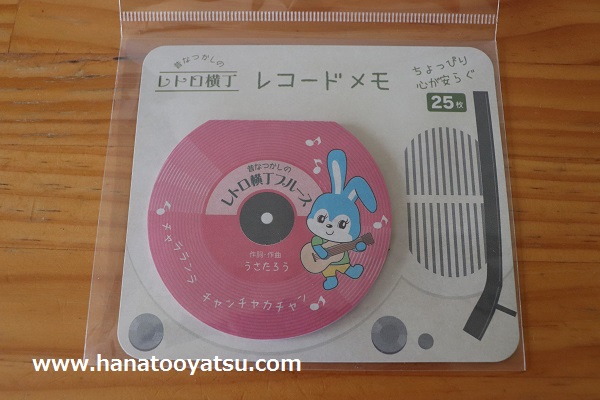 昔なつかしの
レトロ横丁
レコードメモ
ちょっぴり
心が安らぐ
25枚
昔なつかしの
レトロ横丁ブルース
作詞・作曲
うさたろう
チャララランラ
チャンチャカチャン
www.hanatooyatsu.com